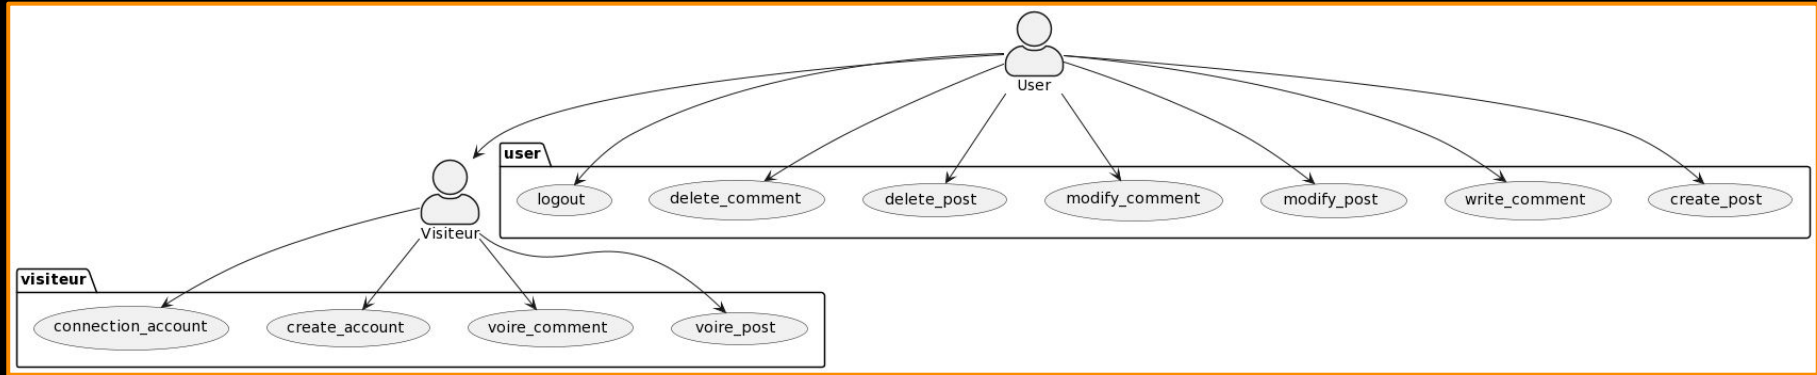 User
user
logout
delete_comment
delete_post
modify_comment
modify_post
write_comment
create_post
Visiteur
visiteur
connection_account
create_account
voire_comment
voire_post